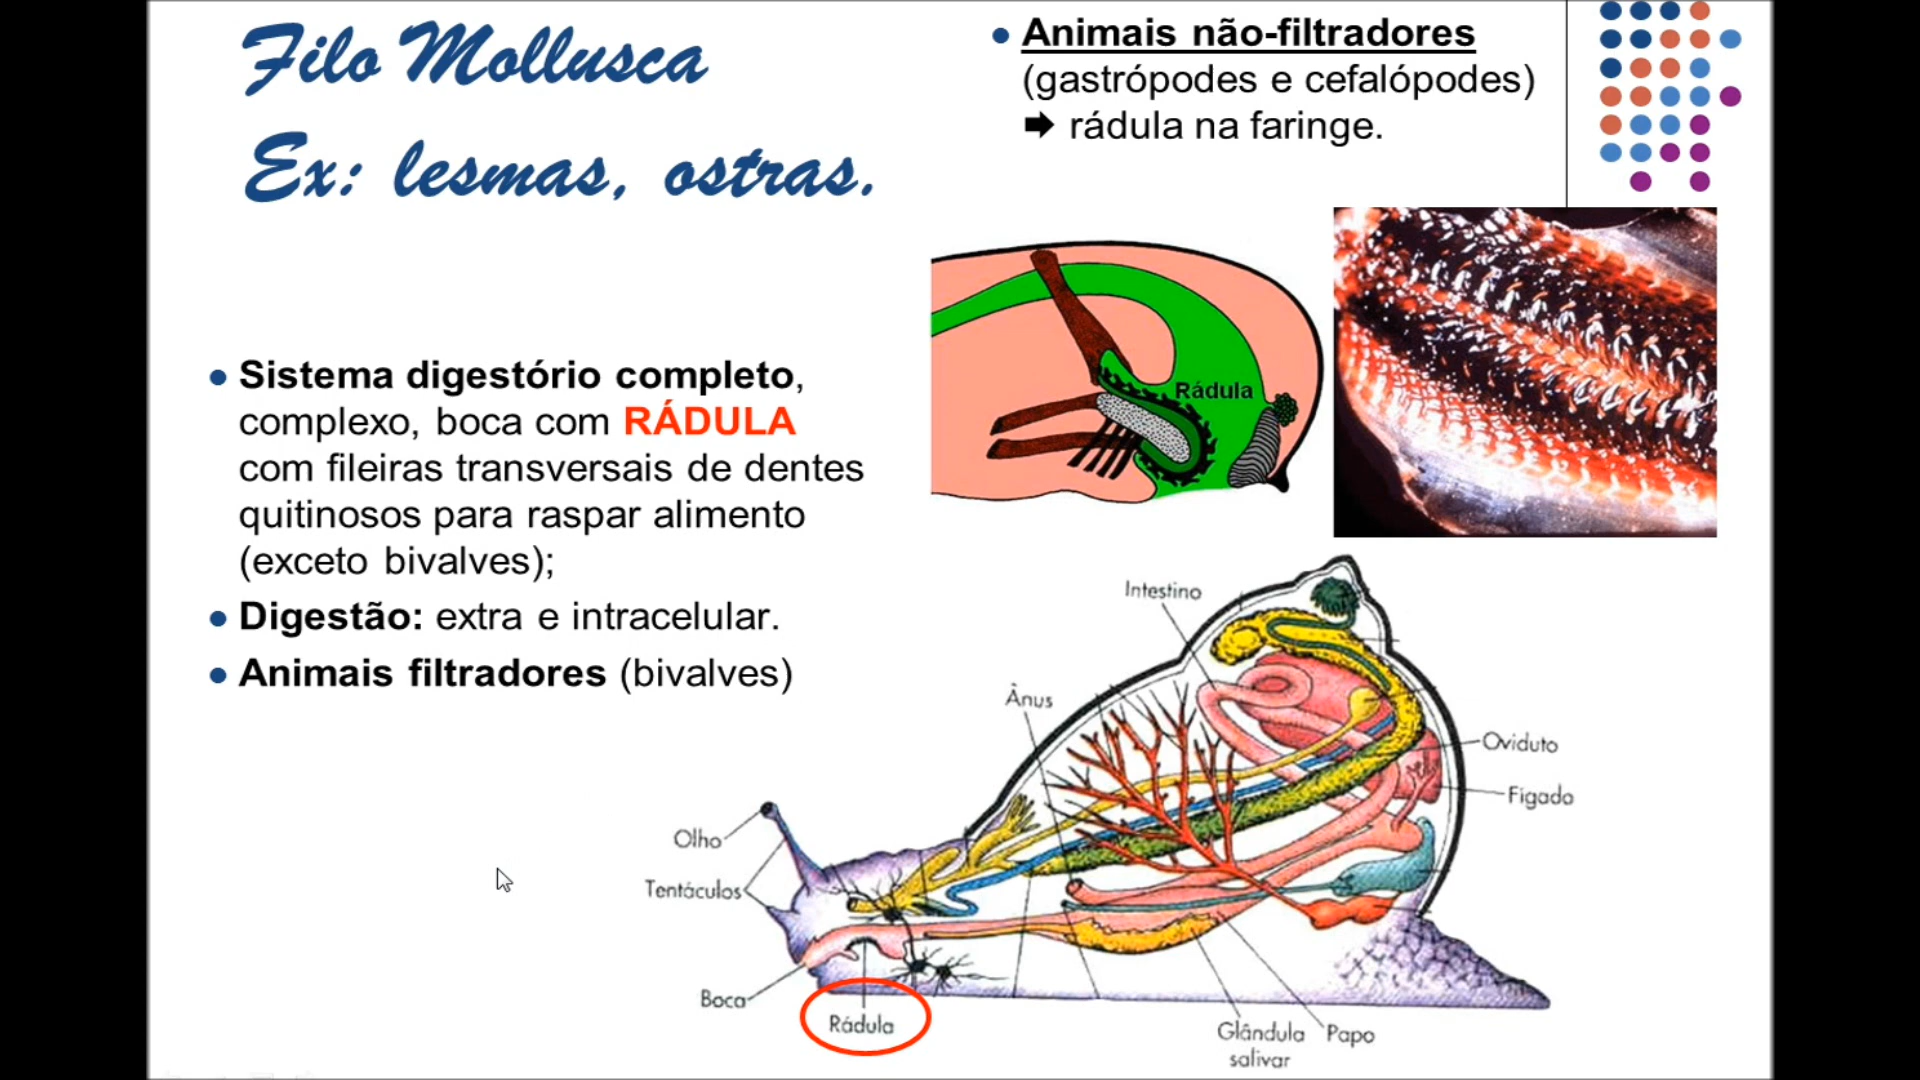 Filo Mollusca
Ex: lesmas, ostras.
• Animais não-filtradores
(gastrópodes e cefalópodes)
➡ rádula na faringe.
• Sistema digestório completo,
complexo, boca com RÁDULA
com fileiras transversais de dentes
quitinosos para raspar alimento
(exceto bivalves);
• Digestão: extra e intracelular.
• Animais filtradores (bivalves)
Rádula
Intestino
Ânus
Oviduto
Figado
Olho
Tentáculos
Boca
Rádula
Glândula
salivar
Papo